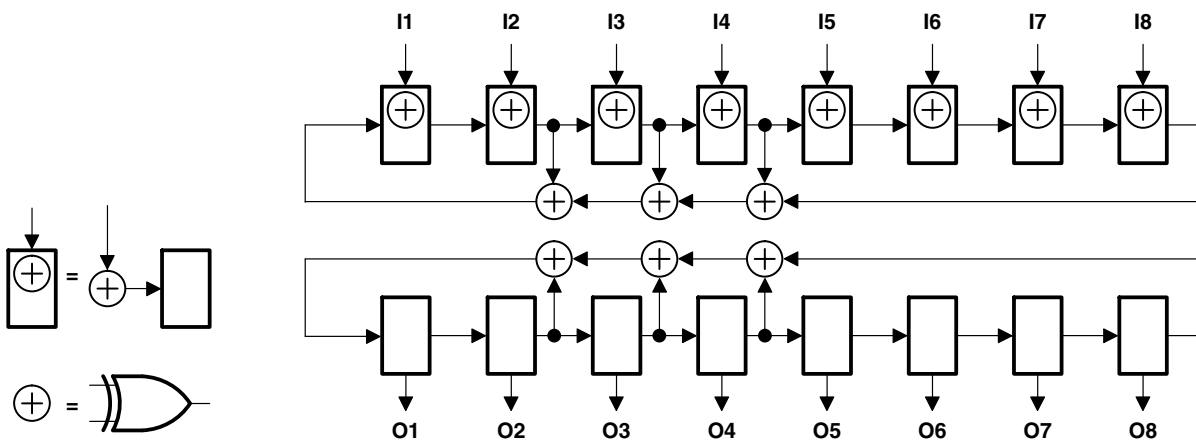 I1 I2 I3 I4 I5 I6 I7 I8
=
=
O1 O2 O3 O4 O5 O6 O7 O8